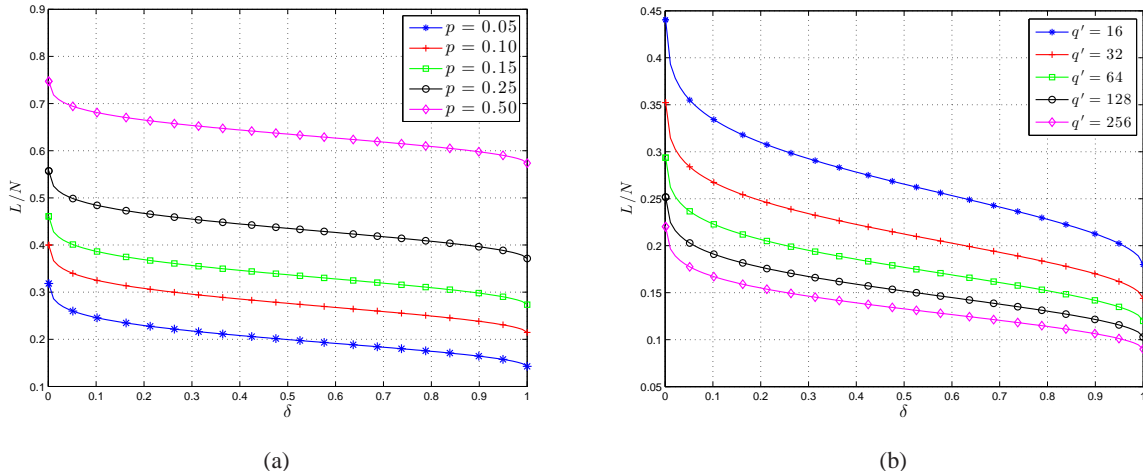 0.9
0.8
0.7
0.6
0.5
0.4
0.3
0.2
0.1
L/N
0 0.1 0.2 0.3 0.4 0.5 0.6 0.7 0.8 0.9 1
δ
p = 0.05
p = 0.10
p = 0.15
p = 0.25
p = 0.50
(a)
0.45
0.4
0.35
0.3
0.25
0.2
0.15
0.1
0.05
L/N
0 0.1 0.2 0.3 0.4 0.5 0.6 0.7 0.8 0.9 1
δ
q′ = 16
q′ = 32
q′ = 64
q′ = 128
q′ = 256
(b)